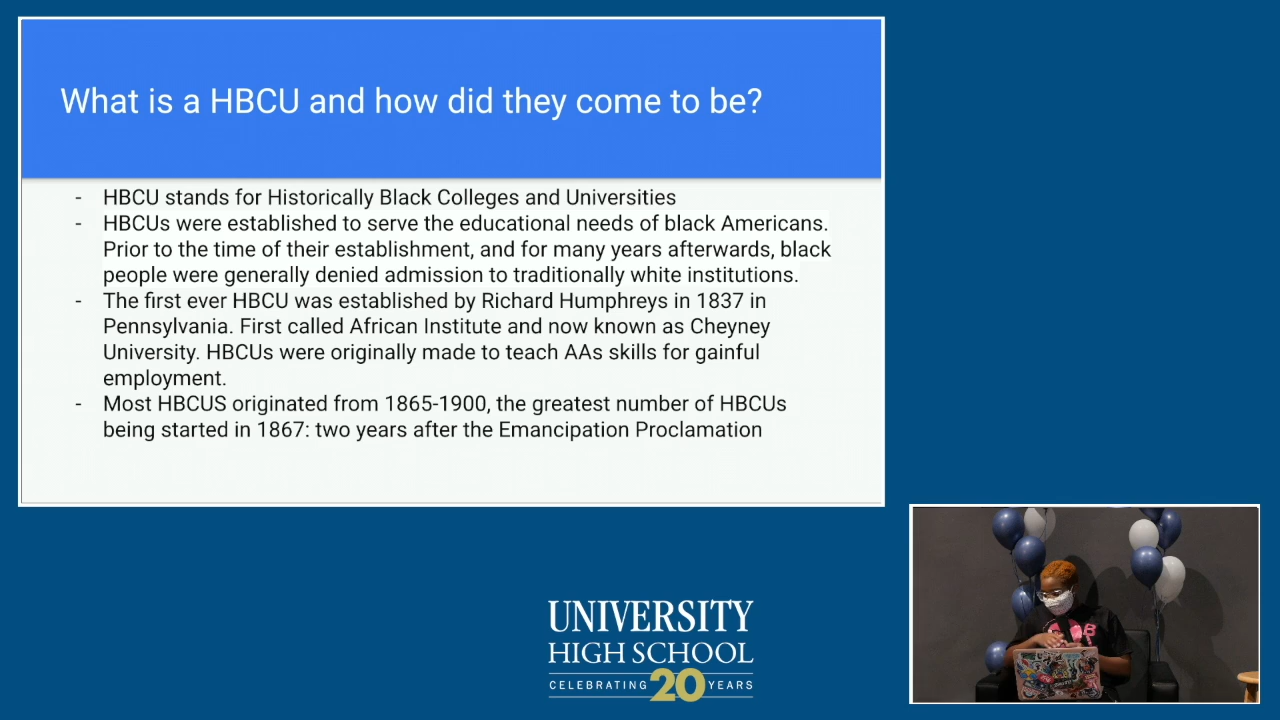 What is a HBCU and how did they come to be?
- HBCU stands for Historically Black Colleges and Universities
- HBCUs were established to serve the educational needs of black Americans.
Prior to the time of their establishment, and for many years afterwards, black
people were generally denied admission to traditionally white institutions.
- The first ever HBCU was established by Richard Humphreys in 1837 in
Pennsylvania. First called African Institute and now known as Cheyney
University. HBCUs were originally made to teach AAs skills for gainful
employment.
- Most HBCUS originated from 1865-1900, the greatest number of HBCUs
being started in 1867: two years after the Emancipation Proclamation
UNIVERSITY
HIGH SCHOOL
CELEBRATING 20 YEARS